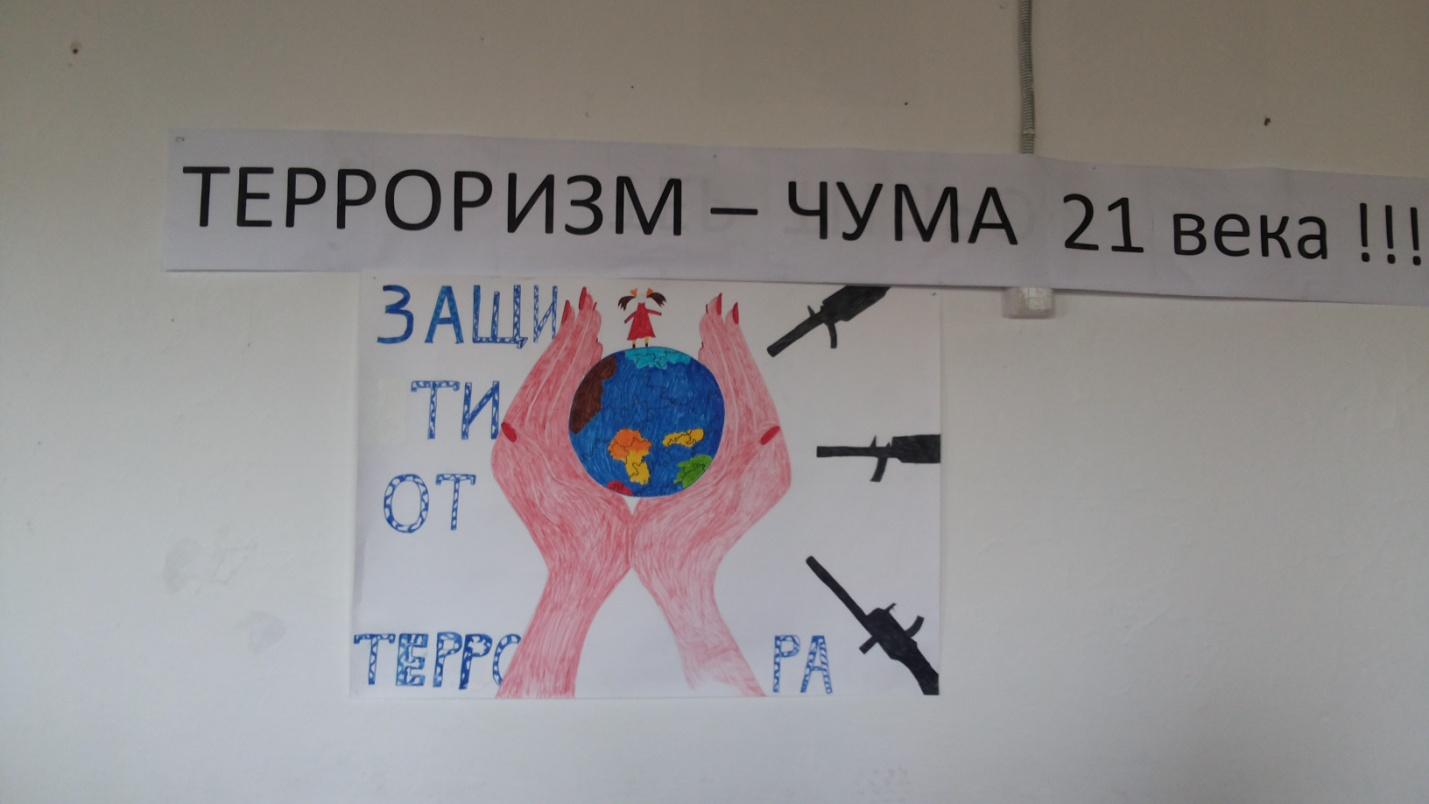 ТЕРРОРИЗМ – ЧУМА 21 века !!!
ЗАЩИ
ТИ
ОТ
ТЕРРО РА